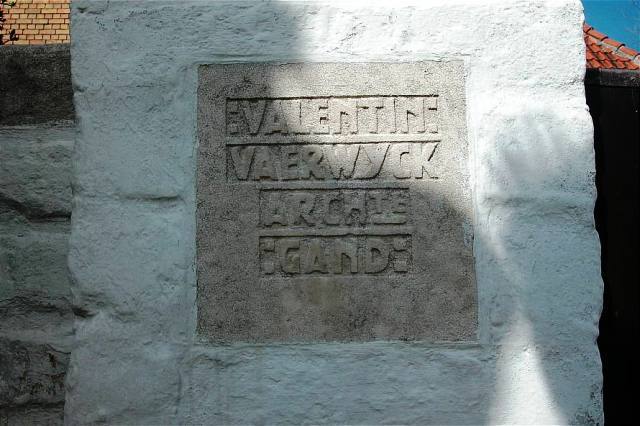 :VALENTIN:
VAERWYCK
ARCHTE
:GAND: